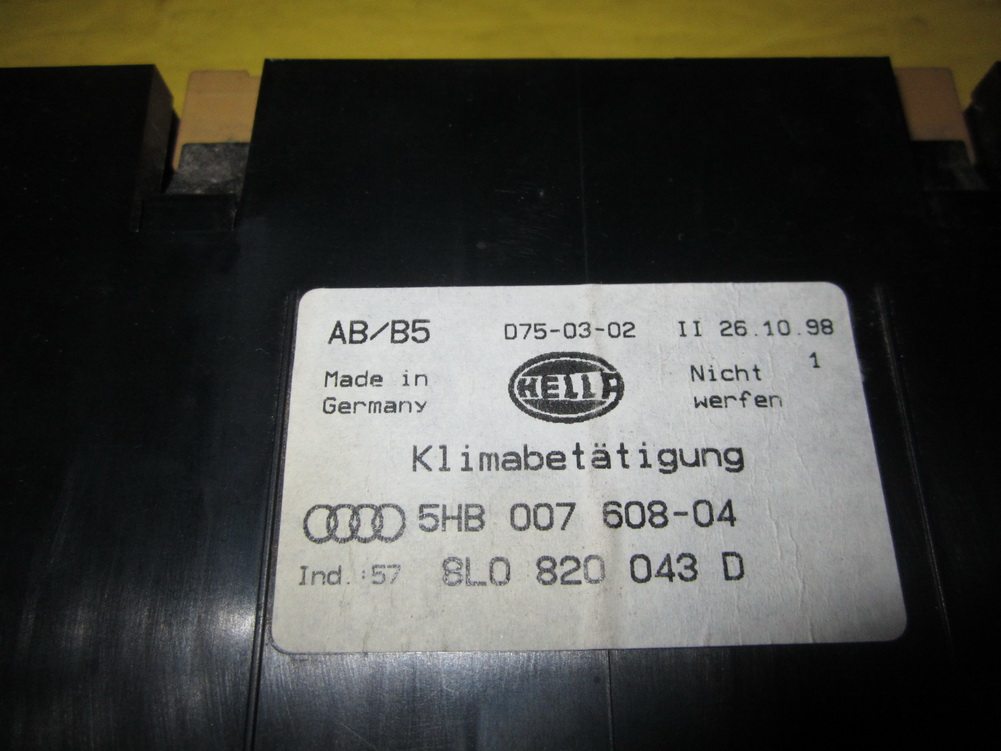 AB/B5 D75-03-02 II 26.10.98
1
Made in
Germany
HELLA
Nicht
werfen
Klimabetätigung
5HB 007 608-04
Ind.:57 8L0 820 043 D